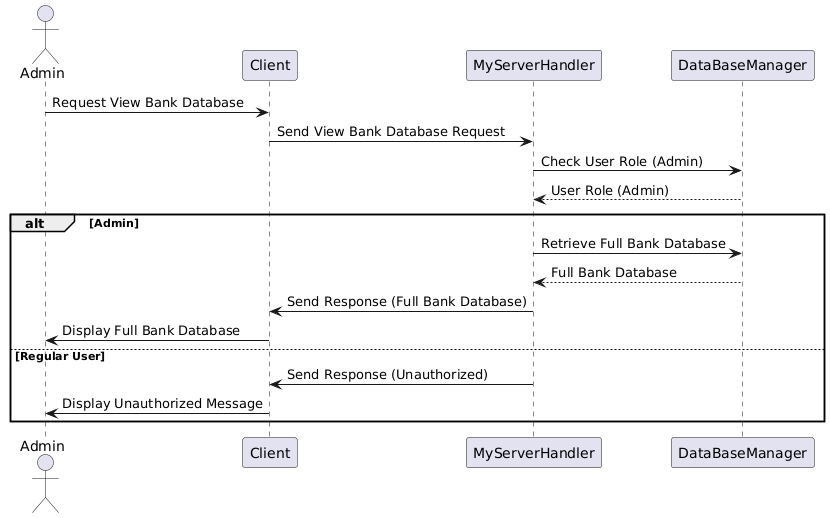 Admin
Client
MyServerHandler
DataBaseManager
Request View Bank Database
Send View Bank Database Request
Check User Role (Admin)
User Role (Admin)
alt
[Admin]
Retrieve Full Bank Database
Full Bank Database
Send Response (Full Bank Database)
Display Full Bank Database
[Regular User]
Send Response (Unauthorized)
Display Unauthorized Message
Admin
Client
MyServerHandler
DataBaseManager